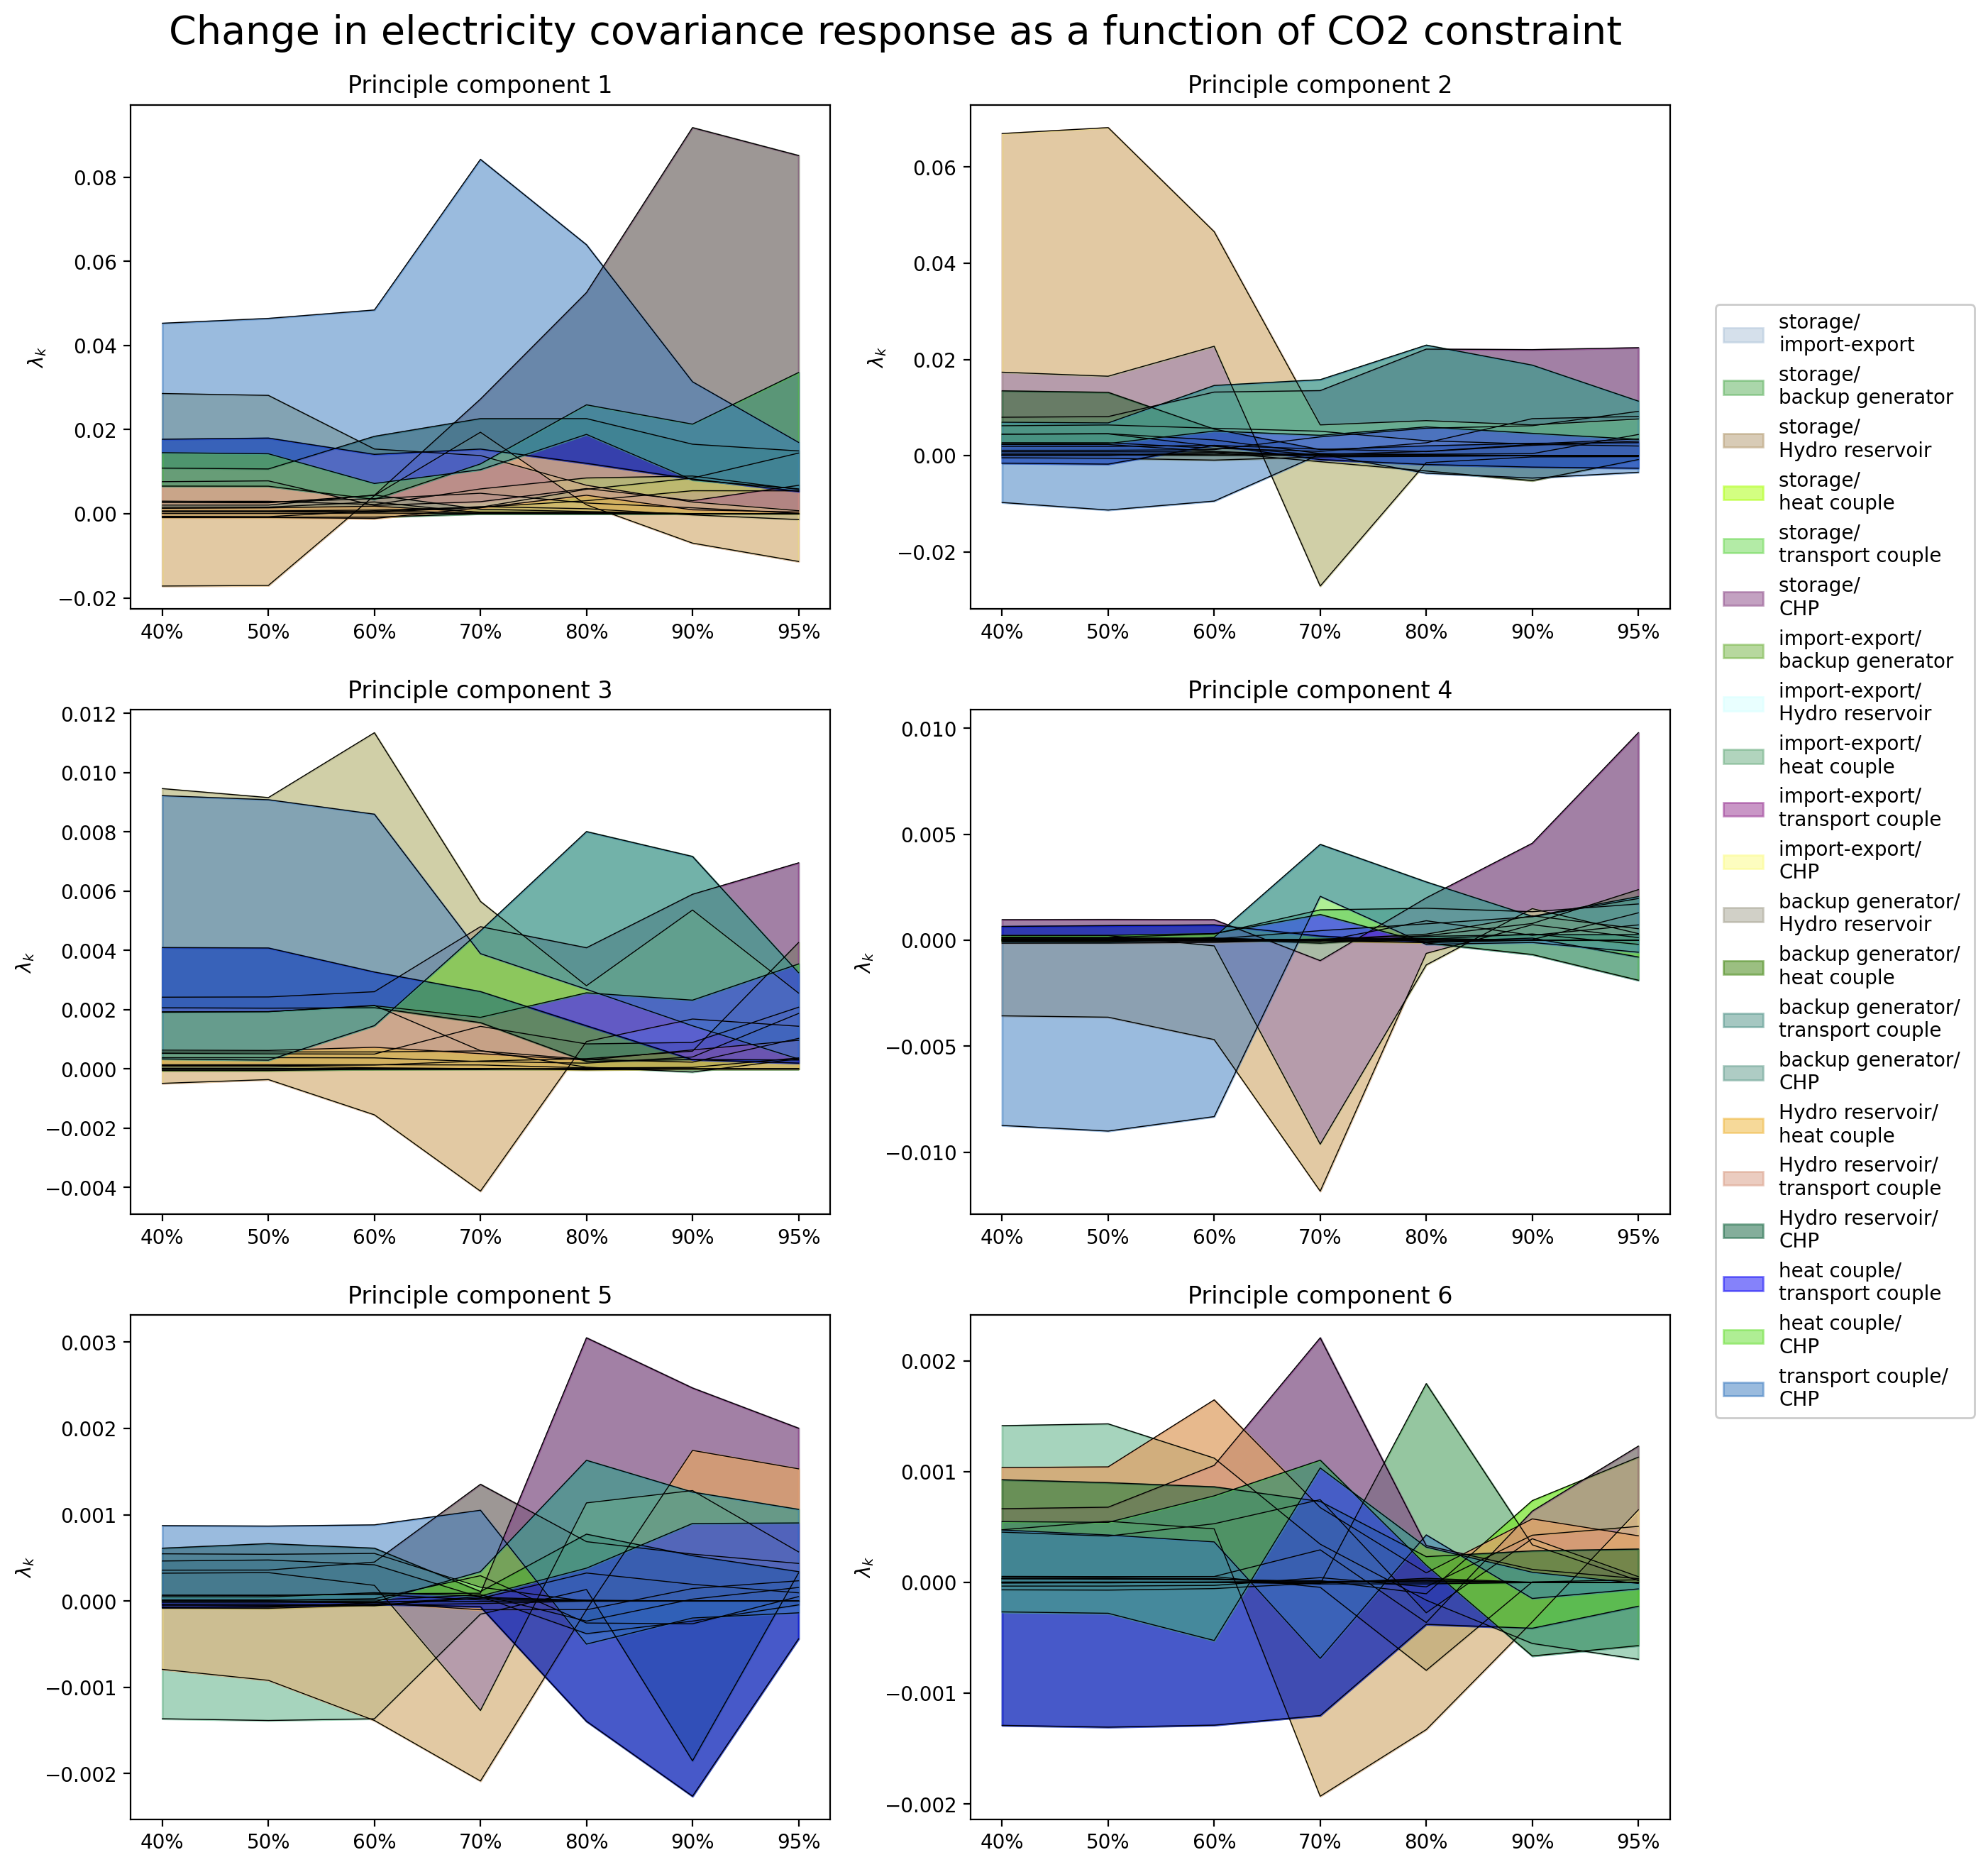 Change in electricity covariance response as a function of CO2 constraint
Principle component 1
λk
0.08
0.06
0.04
0.02
0.00
−0.02
40% 50% 60% 70% 80% 90% 95%
Principle component 2
λk
0.06
0.04
0.02
0.00
−0.02
40% 50% 60% 70% 80% 90% 95%
Principle component 3
λk
0.012
0.010
0.008
0.006
0.004
0.002
0.000
−0.002
−0.004
40% 50% 60% 70% 80% 90% 95%
Principle component 4
λk
0.010
0.005
0.000
−0.005
−0.010
40% 50% 60% 70% 80% 90% 95%
Principle component 5
λk
0.003
0.002
0.001
0.000
−0.001
−0.002
40% 50% 60% 70% 80% 90% 95%
Principle component 6
λk
0.002
0.001
0.000
−0.001
−0.002
40% 50% 60% 70% 80% 90% 95%
storage/
import-export
storage/
backup generator
storage/
Hydro reservoir
storage/
heat couple
storage/
transport couple
storage/
CHP
import-export/
backup generator
import-export/
Hydro reservoir
import-export/
heat couple
import-export/
transport couple
import-export/
CHP
backup generator/
Hydro reservoir
backup generator/
heat couple
backup generator/
transport couple
backup generator/
CHP
Hydro reservoir/
heat couple
Hydro reservoir/
transport couple
Hydro reservoir/
CHP
heat couple/
transport couple
heat couple/
CHP
transport couple/
CHP